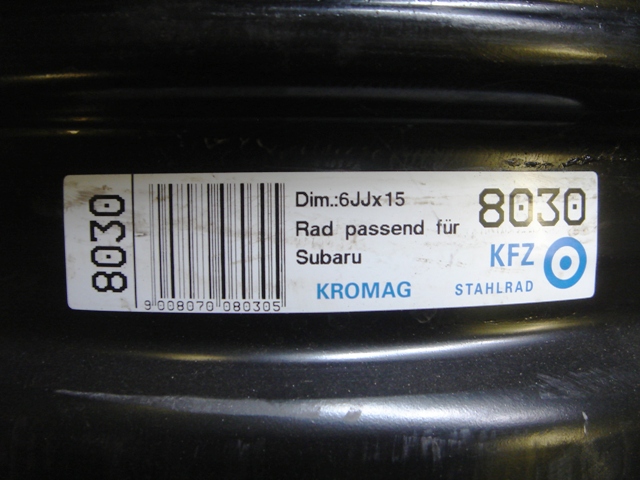 8030
9 008070 080305
Dim.:6JJx15
Rad passend für
Subaru
KROMAG
8030
KFZ
STAHLRAD